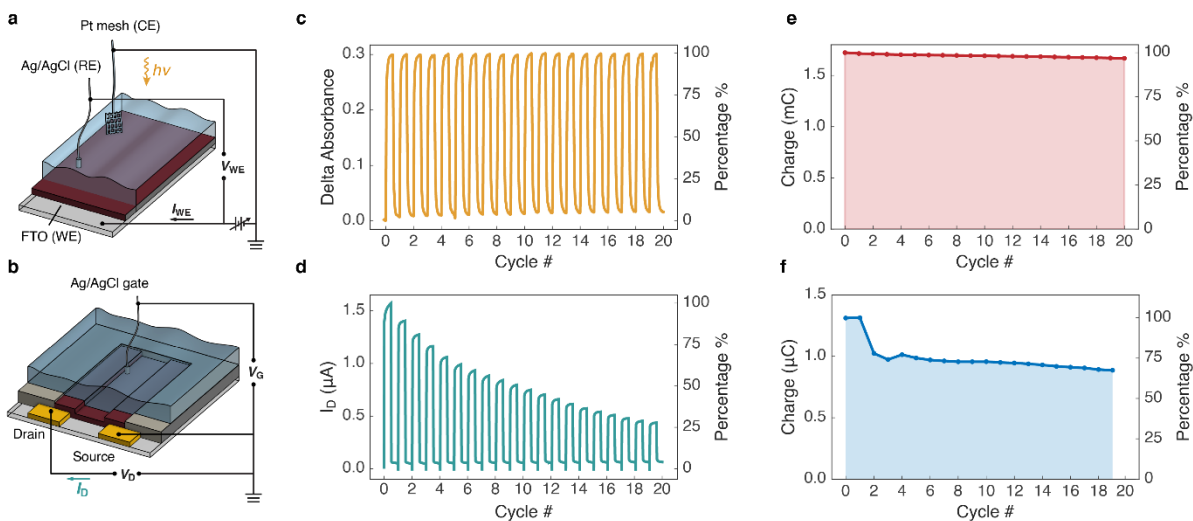 a
Pt mesh (CE)
Ag/AgCl (RE)
hν
V_WE
I_WE
FTO (WE)
b
Ag/AgCl gate
V_G
Drain
Source
V_D
I_D
c
Delta Absorbance
0.3
0.2
0.1
0.0
100
75
50
25
0
Percentage %
0 2 4 6 8 10 12 14 16 18 20
Cycle #
d
I_D (μA)
1.5
1.0
0.5
0.0
100
75
50
25
0
Percentage %
0 2 4 6 8 10 12 14 16 18 20
Cycle #
e
Charge (mC)
1.5
1.0
0.5
0.0
100
75
50
25
0
Percentage %
0 2 4 6 8 10 12 14 16 18 20
Cycle #
f
Charge (μC)
1.5
1.0
0.5
0.0
100
75
50
25
0
Percentage %
0 2 4 6 8 10 12 14 16 18 20
Cycle #